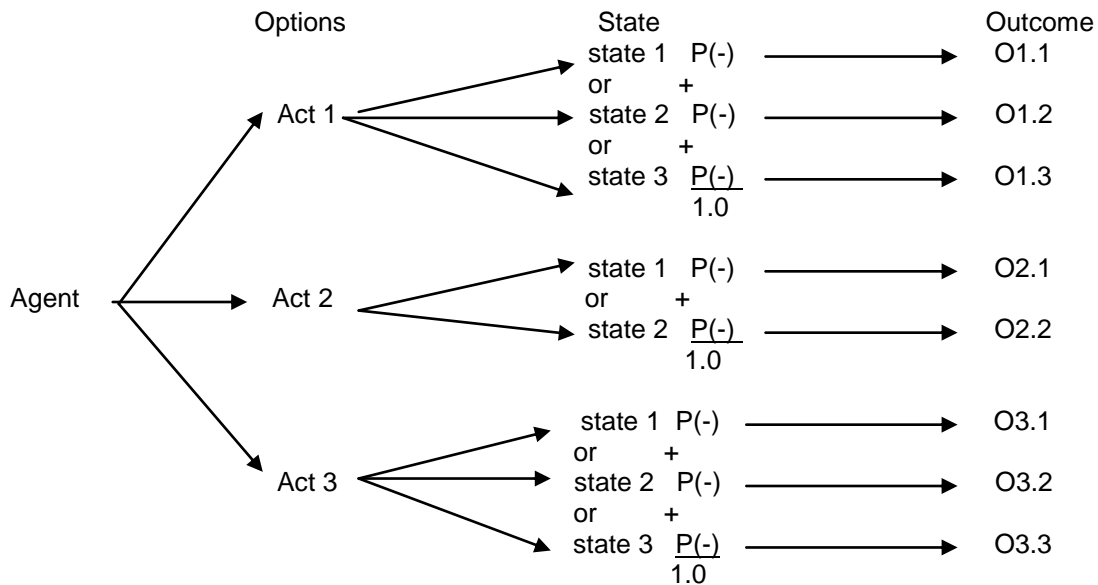 Options State Outcome
state 1 P(-) O1.1
or +
Act 1 state 2 P(-) O1.2
or +
state 3 P(-) O1.3
1.0
state 1 P(-) O2.1
Agent Act 2 or +
state 2 P(-) O2.2
1.0
state 1 P(-) O3.1
or +
Act 3 state 2 P(-) O3.2
or +
state 3 P(-) O3.3
1.0